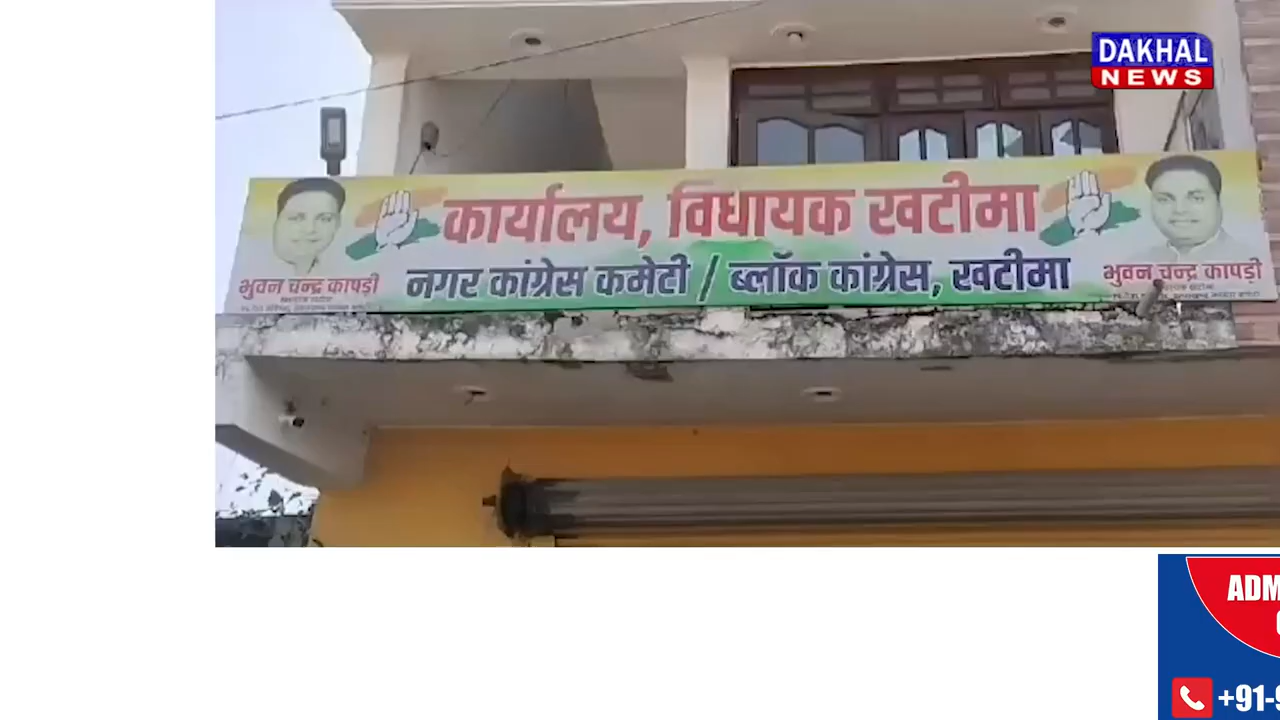 DAKHAL
NEWS
कार्यालय, विधायक खटीमा
नगर कांग्रेस कमेटी / ब्लॉक कांग्रेस, खटीमा
भुवन चन्द्र कापड़ी
भुवन चन्द्र कापड़ी
ADM
+91-9